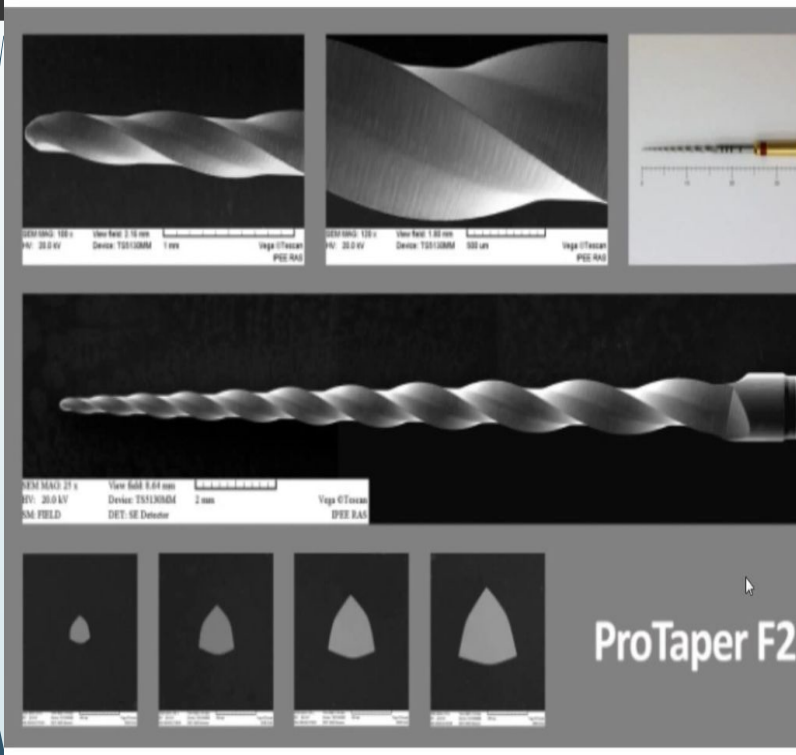 SEM MAG: 100 x View field: 2.16 mm
HV: 20.0 kV Device: TS5130MM 1 mm Vega ©Tescan
IPEE RAS
SEM MAG: 120 x View field: 1.80 mm
HV: 20.0 kV Device: TS5130MM 500 um Vega ©Tescan
IPEE RAS
SEM MAG: 25 x View field: 8.64 mm
HV: 20.0 kV Device: TS5130MM 2 mm Vega ©Tescan
SM: FIELD DET: SE Detector IPEE RAS
ProTaper F2